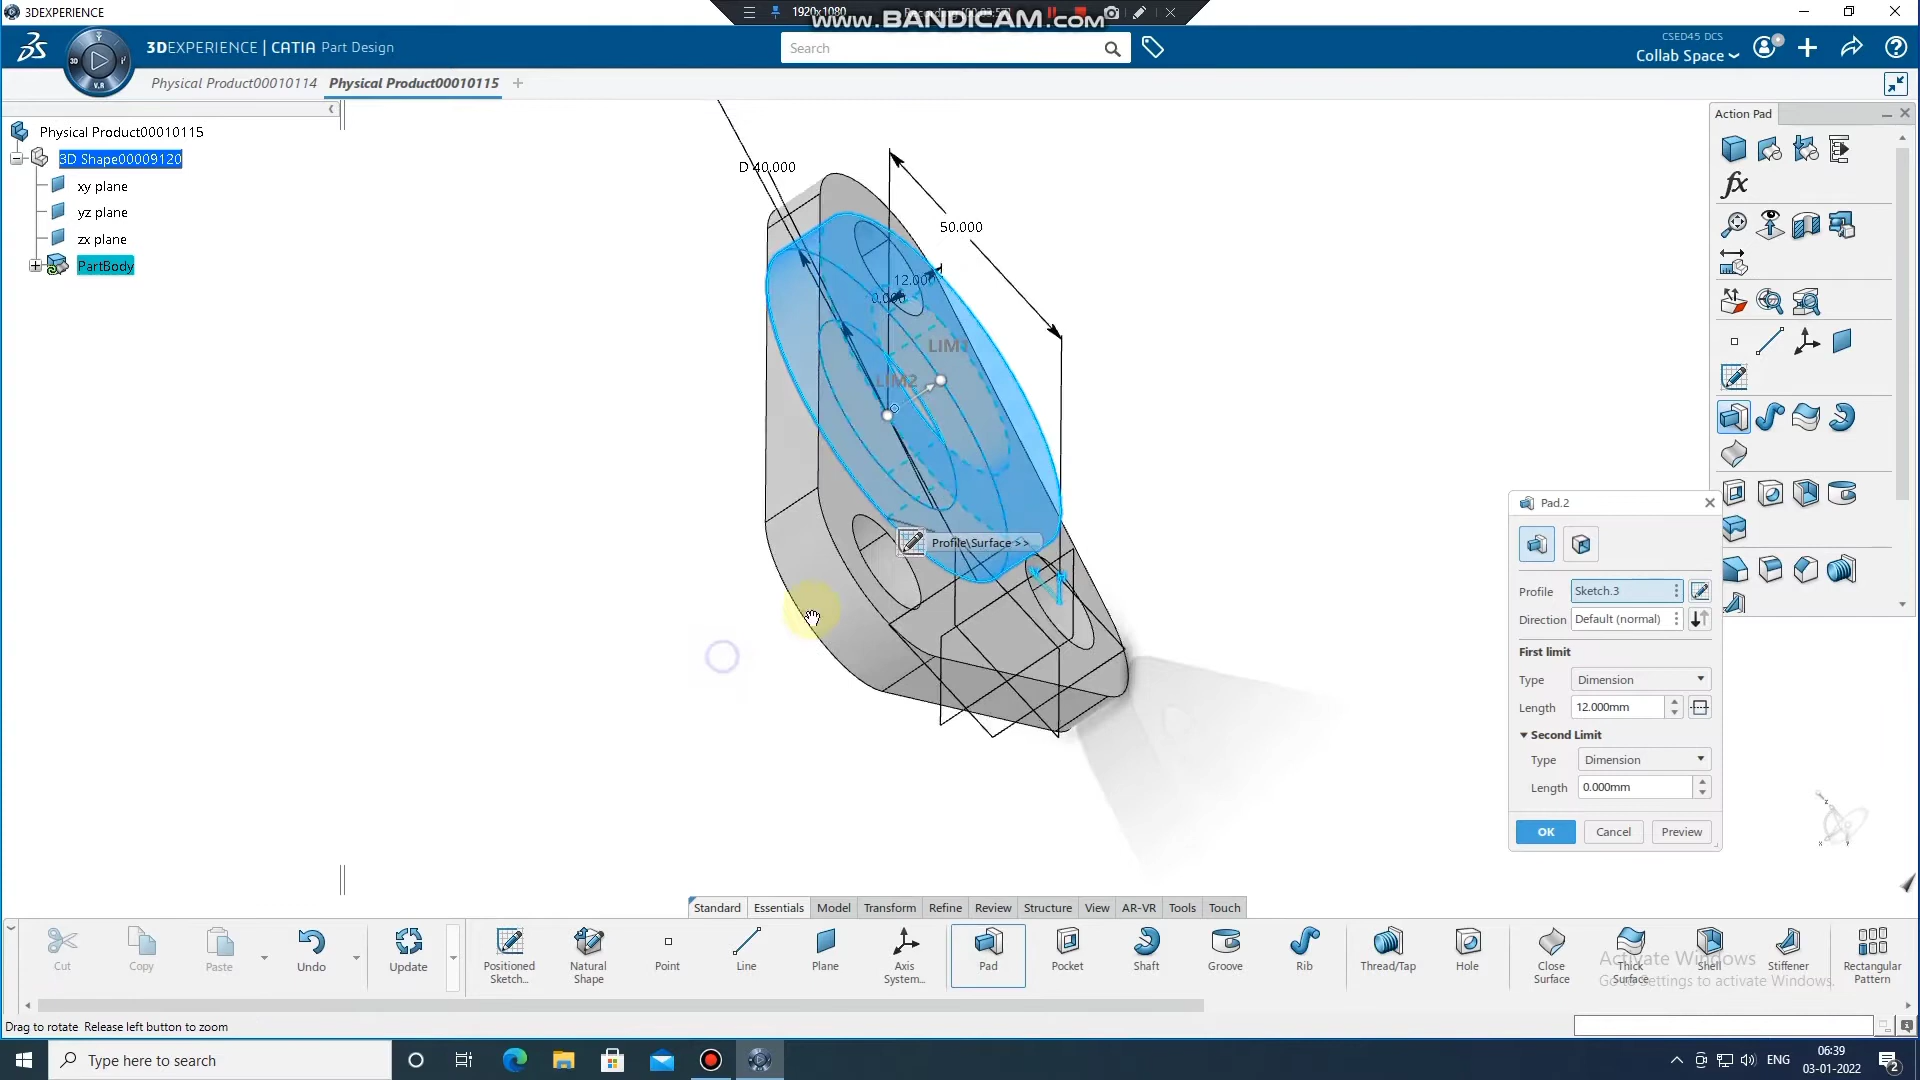 3DEXPERIENCE
1920x1080
www.BANDICAM.com
3DEXPERIENCE | CATIA Part Design
Search
CSED45 DCS
Collab Space
3D
V.R
Physical Product00010114
Physical Product00010115
Physical Product00010115
3D Shape00009120
xy plane
yz plane
zx plane
PartBody
D 40.000
50.000
12.000
0.000
LIM1
LIM2
Profile\Surface >>
Action Pad
fx
Pad.2
Profile
Sketch.3
Direction
Default (normal)
First limit
Type
Dimension
Length
12.000mm
Second Limit
Type
Dimension
Length
0.000mm
OK
Cancel
Preview
Standard
Essentials
Model
Transform
Refine
Review
Structure
View
AR-VR
Tools
Touch
Cut
Copy
Paste
Undo
Update
Positioned Sketch...
Natural Shape
Point
Line
Plane
Axis System...
Pad
Pocket
Shaft
Groove
Rib
Thread/Tap
Hole
Close Surface
Thick Surface
Shell
Stiffener
Rectangular Pattern
Activate Windows
Go to Settings to activate Windows.
Drag to rotate Release left button to zoom
Type here to search
ENG
06:39
03-01-2022
2